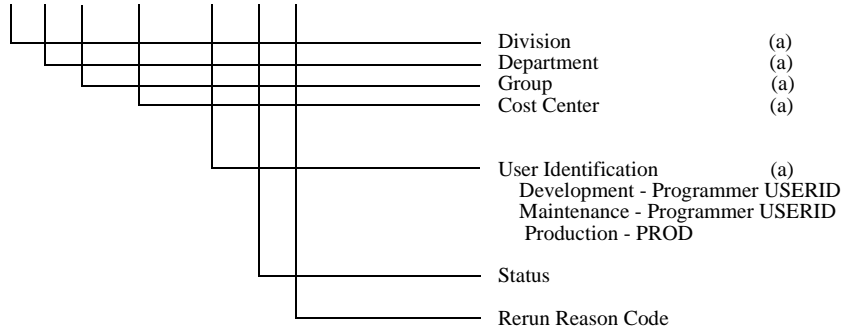 Division (a)
Department (a)
Group (a)
Cost Center (a)
User Identification (a)
Development - Programmer USERID
Maintenance - Programmer USERID
Production - PROD
Status
Rerun Reason Code